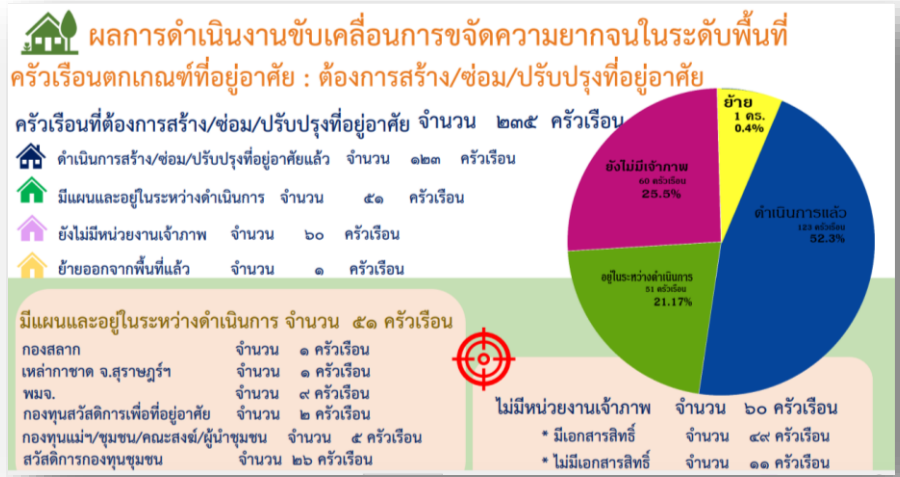 ผลการดำเนินงานขับเคลื่อนการขจัดความยากจนในระดับพื้นที่
ครัวเรือนตกเกณฑ์ที่อยู่อาศัย : ต้องการสร้าง/ซ่อม/ปรับปรุงที่อยู่อาศัย
ครัวเรือนที่ต้องการสร้าง/ซ่อม/ปรับปรุงที่อยู่อาศัย จำนวน ๒๓๕ ครัวเรือน
ดำเนินการสร้าง/ซ่อม/ปรับปรุงที่อยู่อาศัยแล้ว จำนวน ๑๒๓ ครัวเรือน
มีแผนและอยู่ในระหว่างดำเนินการ จำนวน ๕๑ ครัวเรือน
ยังไม่มีหน่วยงานเจ้าภาพ จำนวน ๖๐ ครัวเรือน
ย้ายออกจากพื้นที่แล้ว จำนวน ๑ ครัวเรือน
ย้าย
1 คร.
0.4%
ยังไม่มีเจ้าภาพ
60 ครัวเรือน
25.5%
ดำเนินการแล้ว
123 ครัวเรือน
52.3%
อยู่ในระหว่างดำเนินการ
51 ครัวเรือน
21.17%
มีแผนและอยู่ในระหว่างดำเนินการ จำนวน ๕๑ ครัวเรือน
กองสลาก จำนวน ๑ ครัวเรือน
เหล่ากาชาด จ.สุราษฎร์ฯ จำนวน ๑ ครัวเรือน
พมจ. จำนวน ๙ ครัวเรือน
กองทุนสวัสดิการเพื่อที่อยู่อาศัย จำนวน ๒ ครัวเรือน
กองทุนแม่ฯ/ชุมชน/คณะสงฆ์/ผู้นำชุมชน จำนวน ๕ ครัวเรือน
สวัสดิการกองทุนชุมชน จำนวน ๒๖ ครัวเรือน
ไม่มีหน่วยงานเจ้าภาพ จำนวน ๖๐ ครัวเรือน
* มีเอกสารสิทธิ์ จำนวน ๔๙ ครัวเรือน
* ไม่มีเอกสารสิทธิ์ จำนวน ๑๑ ครัวเรือน